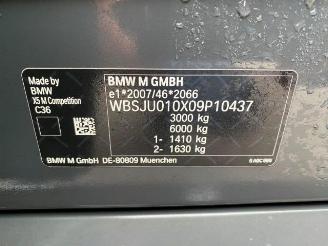 Made by
BMW
X5 M Competition
C36
BMW M GMBH
e1*2007/46*2066
WBSJU010X09P10437
3000 kg
6000 kg
1- 1410 kg
2- 1630 kg
BMW M GmbH DE-80809 Muenchen